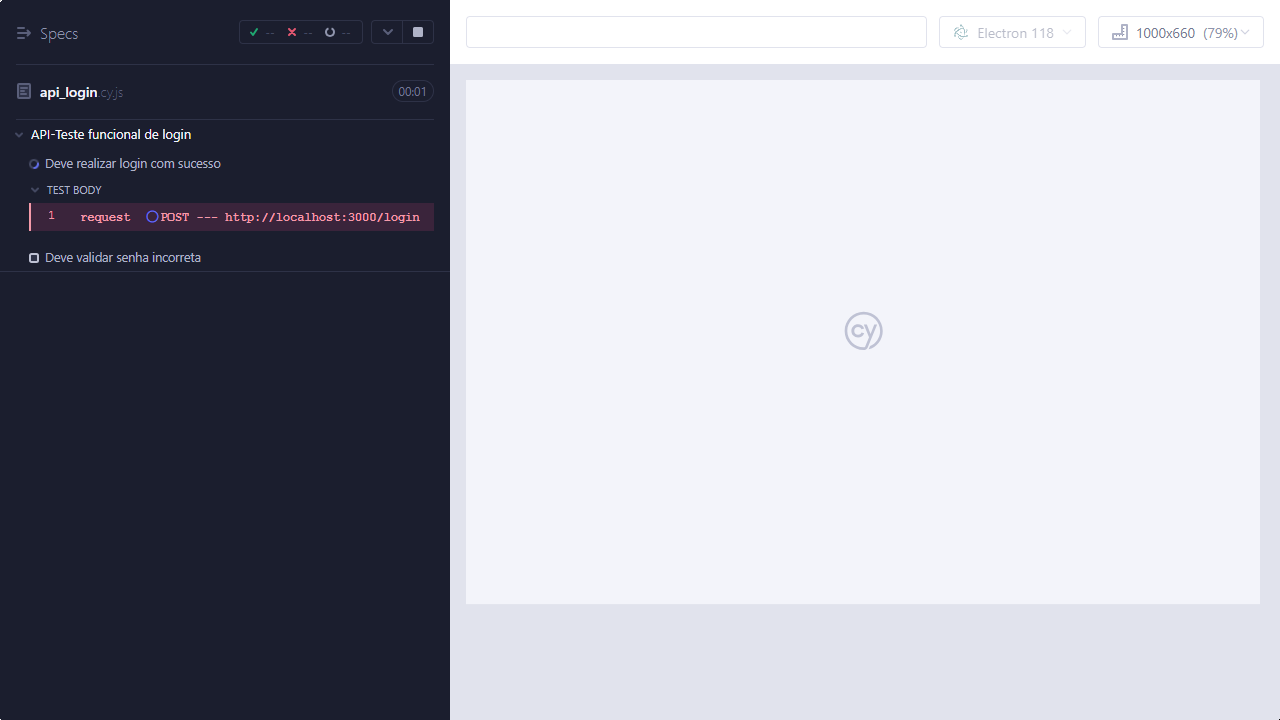 Specs
-- -- --
api_login.cy.js
00:01
API-Teste funcional de login
Deve realizar login com sucesso
TEST BODY
1 request POST --- http://localhost:3000/login
Deve validar senha incorreta
Electron 118
1000x660 (79%)
cy